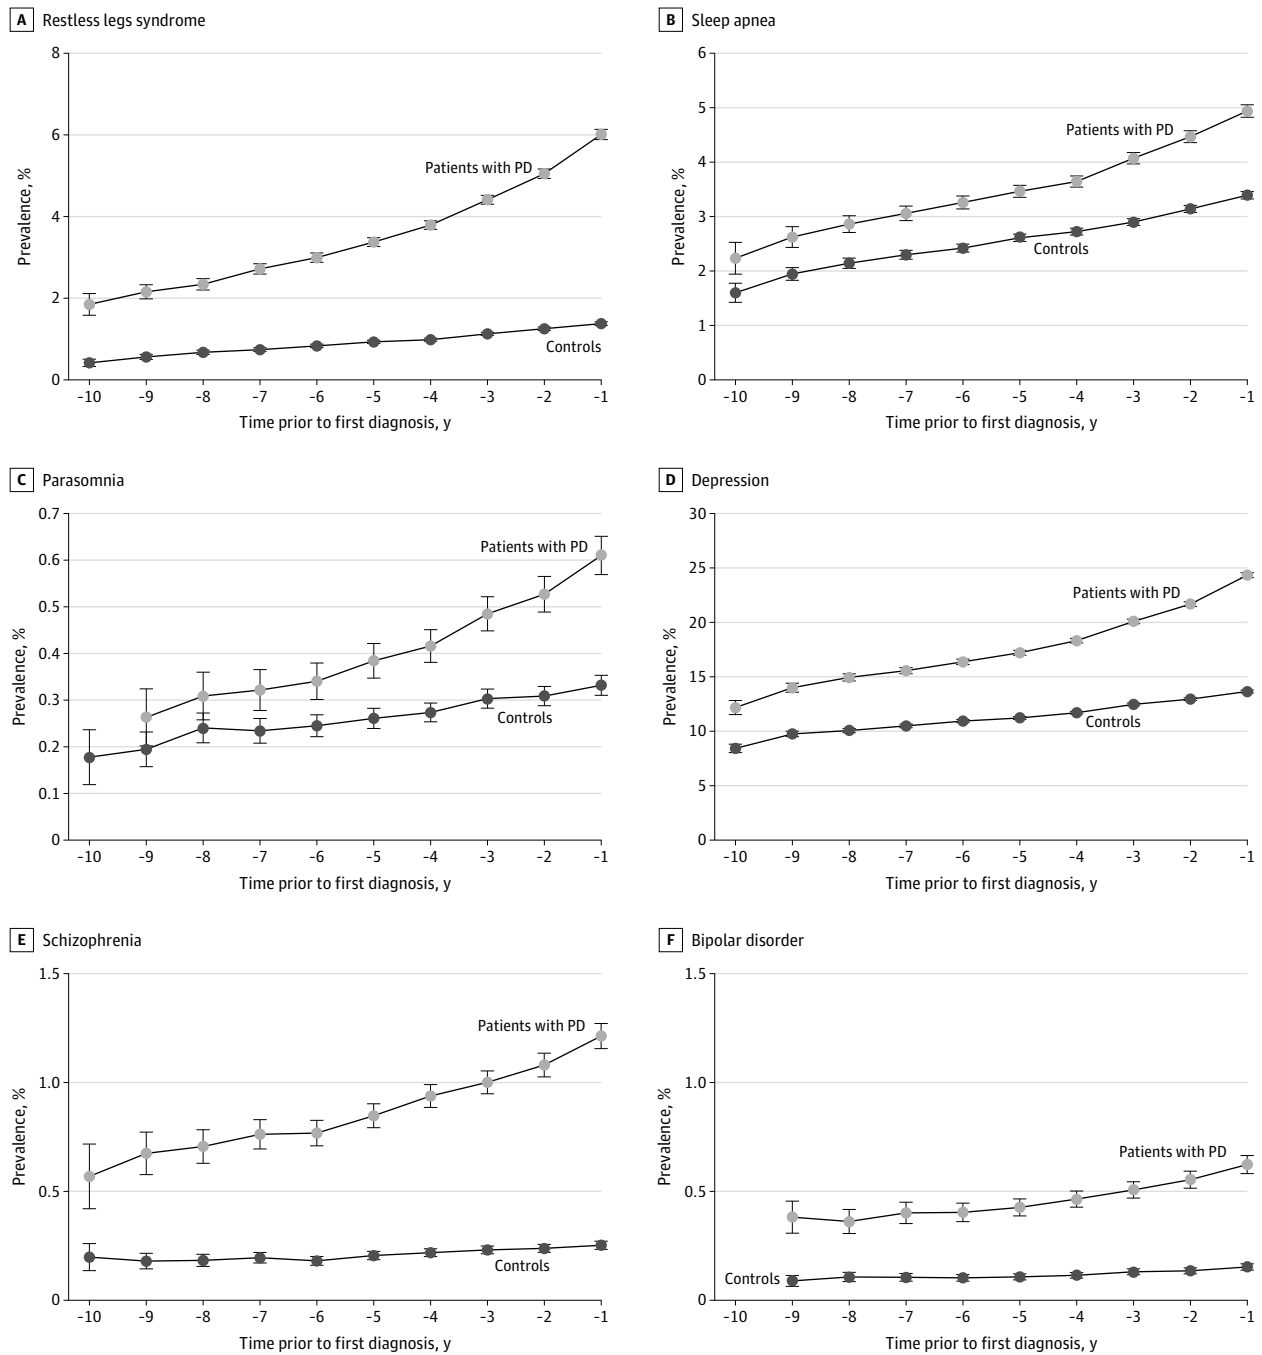 A Restless legs syndrome
8
6
4
2
0
Prevalence, %
Patients with PD
Controls
-10 -9 -8 -7 -6 -5 -4 -3 -2 -1
Time prior to first diagnosis, y
B Sleep apnea
6
5
4
3
2
1
0
Prevalence, %
Patients with PD
Controls
-10 -9 -8 -7 -6 -5 -4 -3 -2 -1
Time prior to first diagnosis, y
C Parasomnia
0.7
0.6
0.5
0.4
0.3
0.2
0.1
0
Prevalence, %
Patients with PD
Controls
-10 -9 -8 -7 -6 -5 -4 -3 -2 -1
Time prior to first diagnosis, y
D Depression
30
25
20
15
10
5
0
Prevalence, %
Patients with PD
Controls
-10 -9 -8 -7 -6 -5 -4 -3 -2 -1
Time prior to first diagnosis, y
E Schizophrenia
1.5
1.0
0.5
0
Prevalence, %
Patients with PD
Controls
-10 -9 -8 -7 -6 -5 -4 -3 -2 -1
Time prior to first diagnosis, y
F Bipolar disorder
1.5
1.0
0.5
0
Prevalence, %
Patients with PD
Controls
-10 -9 -8 -7 -6 -5 -4 -3 -2 -1
Time prior to first diagnosis, y